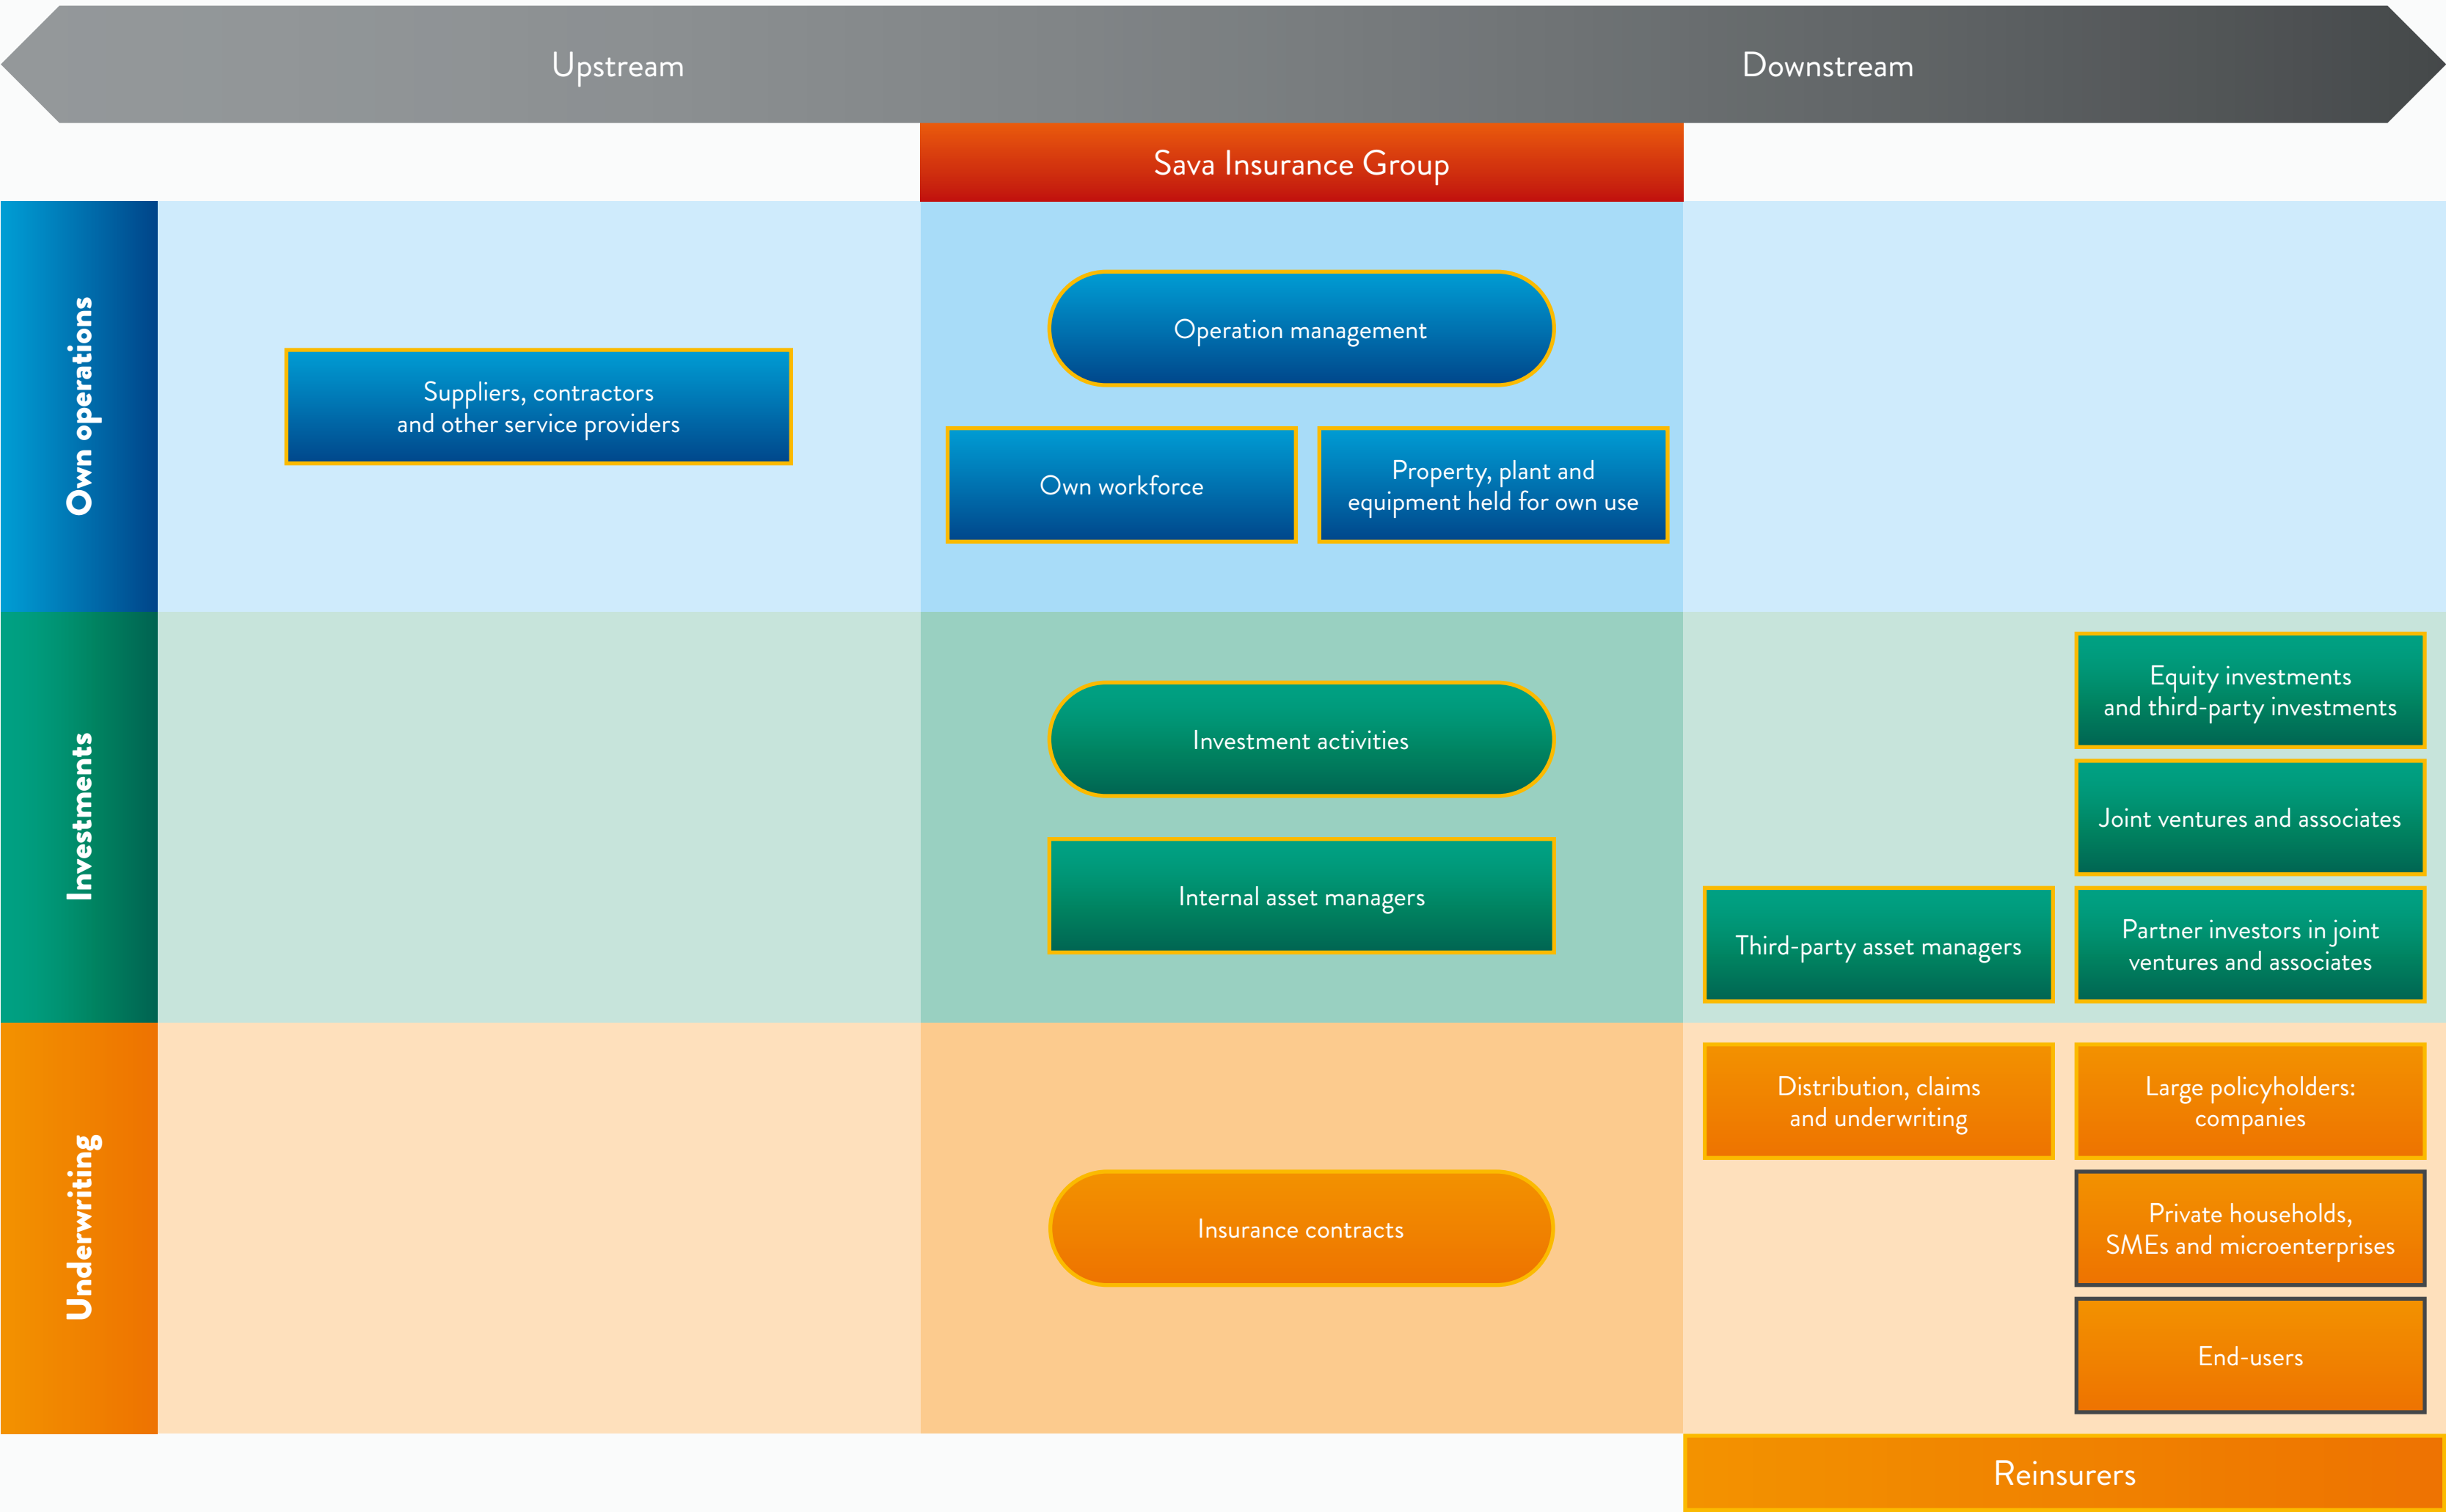 Upstream
Downstream
Sava Insurance Group
Own operations
Suppliers, contractors
and other service providers
Operation management
Own workforce
Property, plant and
equipment held for own use
Investments
Investment activities
Internal asset managers
Equity investments
and third-party investments
Joint ventures and associates
Third-party asset managers
Partner investors in joint
ventures and associates
Underwriting
Insurance contracts
Distribution, claims
and underwriting
Large policyholders:
companies
Private households,
SMEs and microenterprises
End-users
Reinsurers